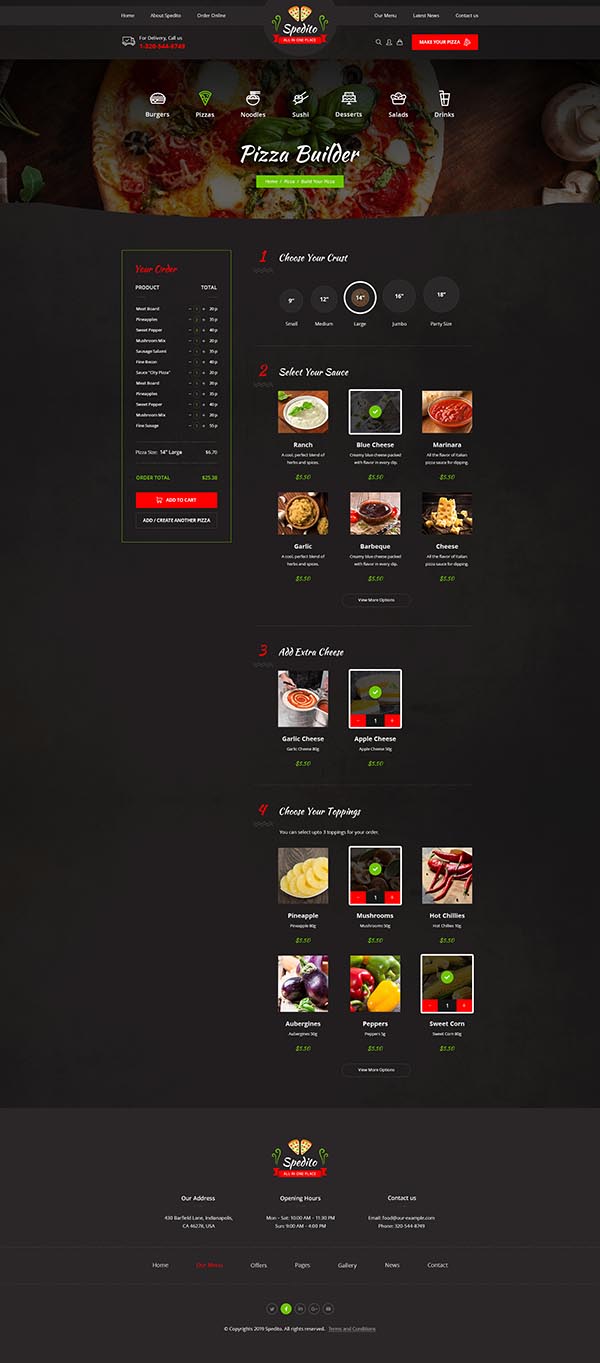 Home About Spedito Order Online
Spedito
ALL IN ONE PLACE
Our Menu Latest News Contact us
For Delivery, Call us
1-320-544-8749
MAKE YOUR PIZZA
Burgers Pizzas Noodles Sushi Desserts Salads Drinks
Pizza Builder
Home / Pizza / Build Your Pizza
Your Order
PRODUCT TOTAL
Meat Board - 1 + 20 p
Pineapples - 1 + 35 p
Sweet Pepper - 1 + 40 p
Mushroom Mix - 1 + 20 p
Sausage Salami - 1 + 35 p
Fine Bacon - 1 + 40 p
Sauce "City Pizza" - 1 + 20 p
Meat Board - 1 + 20 p
Pineapples - 1 + 35 p
Sweet Pepper - 1 + 40 p
Mushroom Mix - 1 + 20 p
Fine Susage - 1 + 55 p
Pizza Size: 14" Large $6.70
ORDER TOTAL $25.38
ADD TO CART
ADD / CREATE ANOTHER PIZZA
1 Choose Your Crust
9" 12" 14" 16" 18"
Small Medium Large Jumbo Party Size
2 Select Your Sauce
Ranch Blue Cheese Marinara
A cool, perfect blend of Creamy blue cheese packed All the flavor of Italian
herbs and spices. with flavor in every dip. pizza sauce for dipping.
$5.50 $5.50 $5.50
Garlic Barbeque Cheese
A cool, perfect blend of Creamy blue cheese packed All the flavor of Italian
herbs and spices. with flavor in every dip. pizza sauce for dipping.
$5.50 $5.50 $5.50
View More Options
3 Add Extra Cheese
- 1 +
Garlic Cheese Apple Cheese
Garlic Cheese 80g Apple Cheese 50g
$5.50 $5.50
4 Choose Your Toppings
You can select upto 3 toppings for your order.
- 1 +
Pineapple Mushrooms Hot Chillies
Pineapple 80g Mushrooms 50g Hot Chillies 10g
$5.50 $5.50 $5.50
- 1 +
Aubergines Peppers Sweet Corn
Aubergines 50g Peppers 5g Sweet Corn 80g
$5.50 $5.50 $5.50
View More Options
Spedito
ALL IN ONE PLACE
Our Address Opening Hours Contact us
430 Barfield Lane, Indianapolis, Mon - Sat: 10:00 AM - 11:30 PM Email: food@our-example.com
CA 46278, USA Sun: 9:00 AM - 4:00 PM Phone: 320-544-8749
Home Our Menu Offers Pages Gallery News Contact
© Copyrights 2019 Spedito. All rights reserved. Terms and Conditions